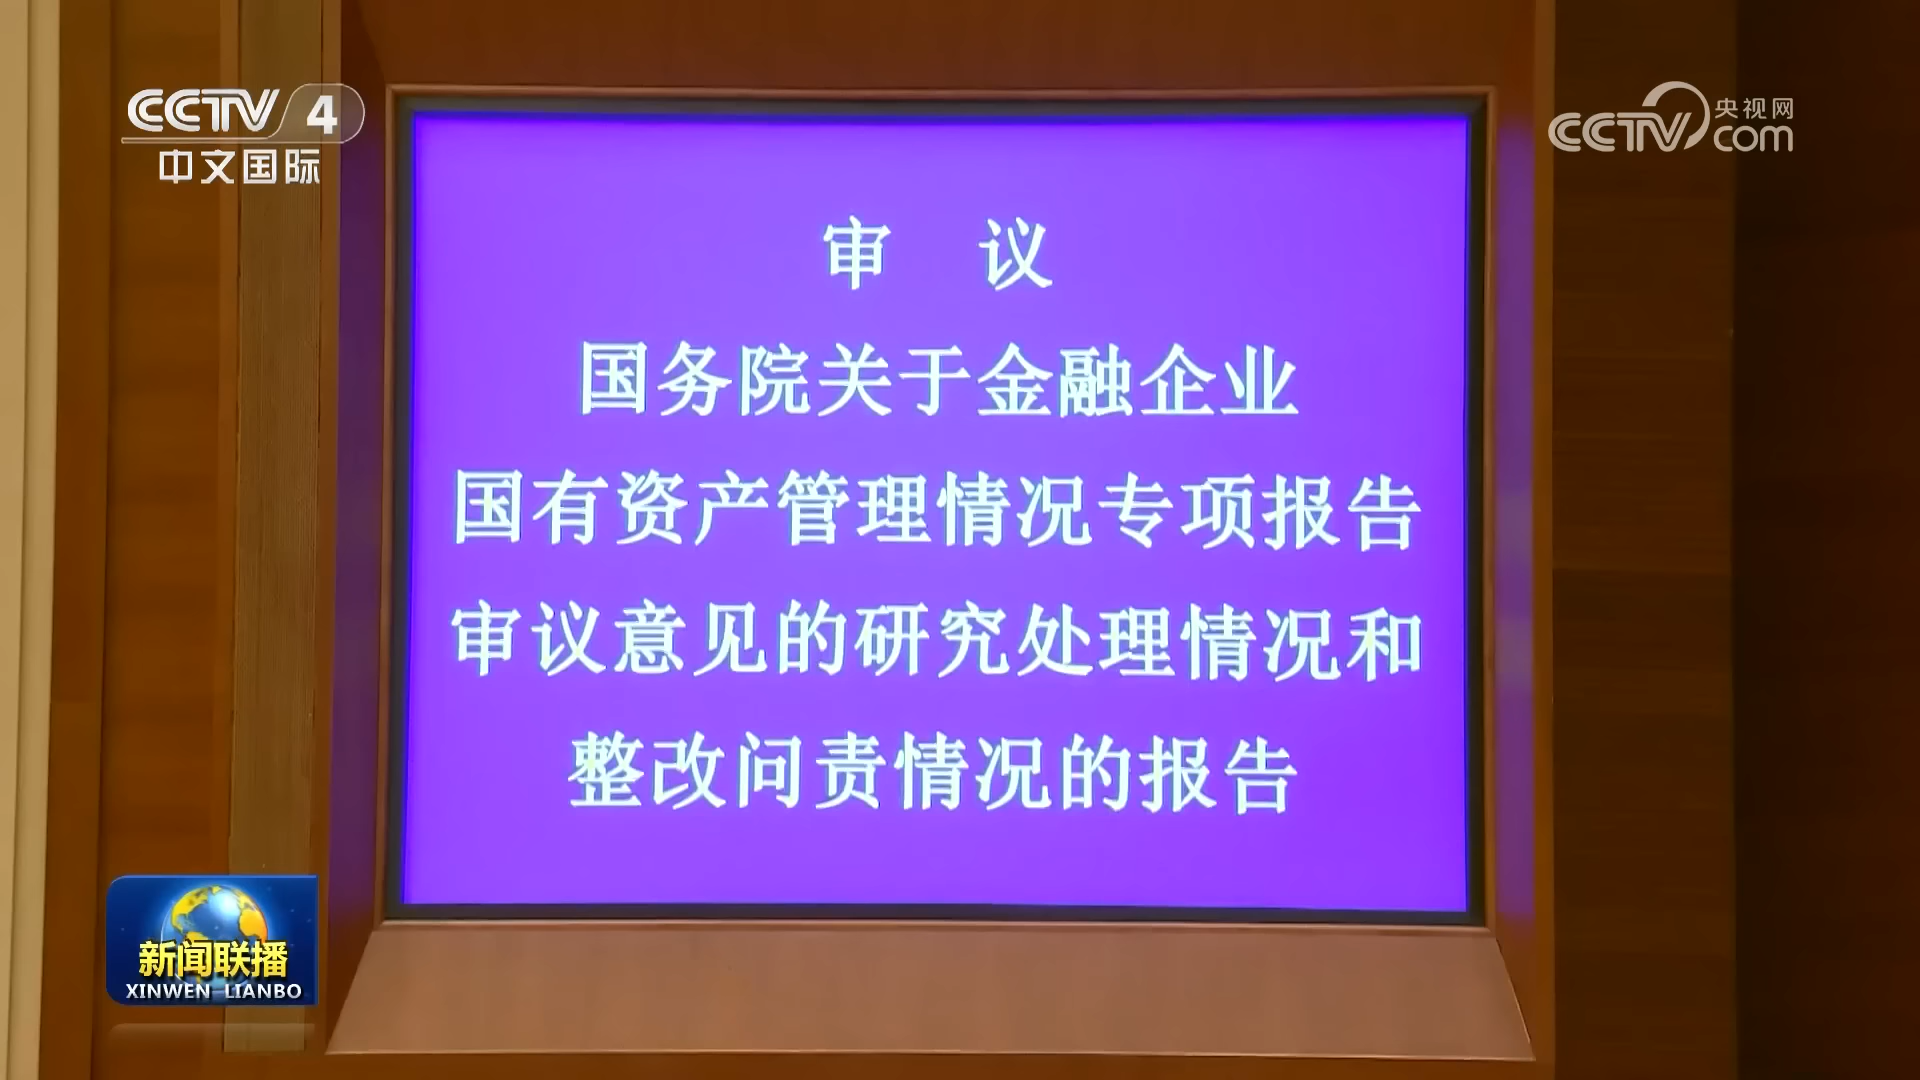 CCTV 4
中文国际
CCTV 央视网
com
审 议
国务院关于金融企业
国有资产管理情况专项报告
审议意见的研究处理情况和
整改问责情况的报告
新闻联播
XINWEN LIANBO